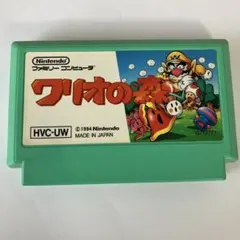 Nintendo
ファミリー コンピュータ
ワリオの森
HVC-UW
©1994 Nintendo
MADE IN JAPAN